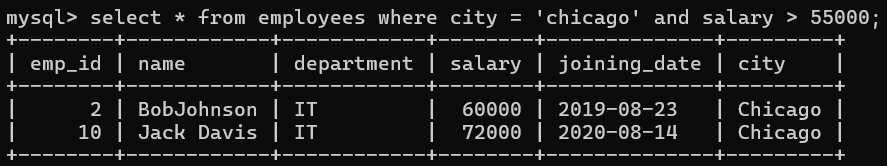 mysql> select * from employees where city = 'chicago' and salary > 55000;
+--------+------------+------------+--------+--------------+---------+
| emp_id | name       | department | salary | joining_date | city    |
+--------+------------+------------+--------+--------------+---------+
|      2 | BobJohnson | IT         |  60000 | 2019-08-23   | Chicago |
|     10 | Jack Davis | IT         |  72000 | 2020-08-14   | Chicago |
+--------+------------+------------+--------+--------------+---------+